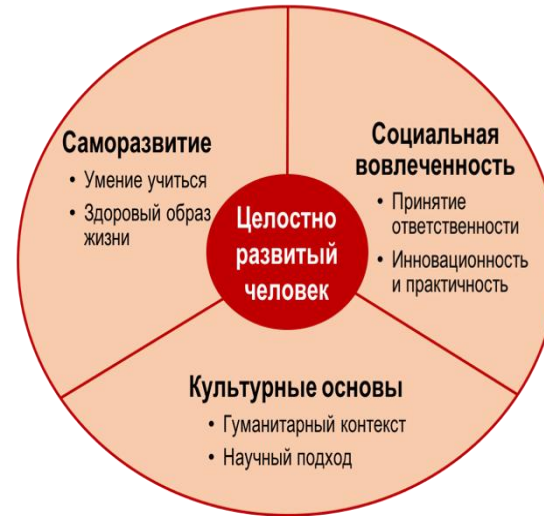 Саморазвитие
• Умение учиться
• Здоровый образ
жизни
Социальная
вовлеченность
• Принятие
ответственности
• Инновационность
и практичность
Целостно
развитый
человек
Культурные основы
• Гуманитарный контекст
• Научный подход